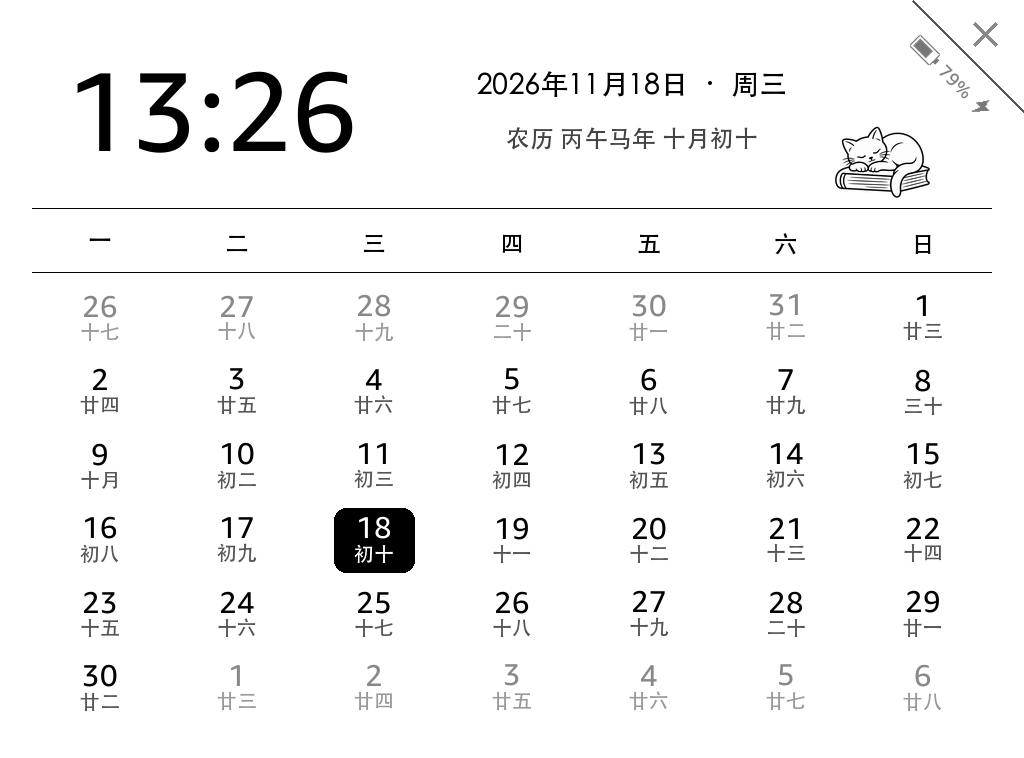 13:26
2026年11月18日 · 周三
农历 丙午马年 十月初十
79%
一 二 三 四 五 六 日
26 27 28 29 30 31 1
十七 十八 十九 二十 廿一 廿二 廿三
2 3 4 5 6 7 8
廿四 廿五 廿六 廿七 廿八 廿九 三十
9 10 11 12 13 14 15
十月 初二 初三 初四 初五 初六 初七
16 17 18 19 20 21 22
初八 初九 初十 十一 十二 十三 十四
23 24 25 26 27 28 29
十五 十六 十七 十八 十九 二十 廿一
30 1 2 3 4 5 6
廿二 廿三 廿四 廿五 廿六 廿七 廿八